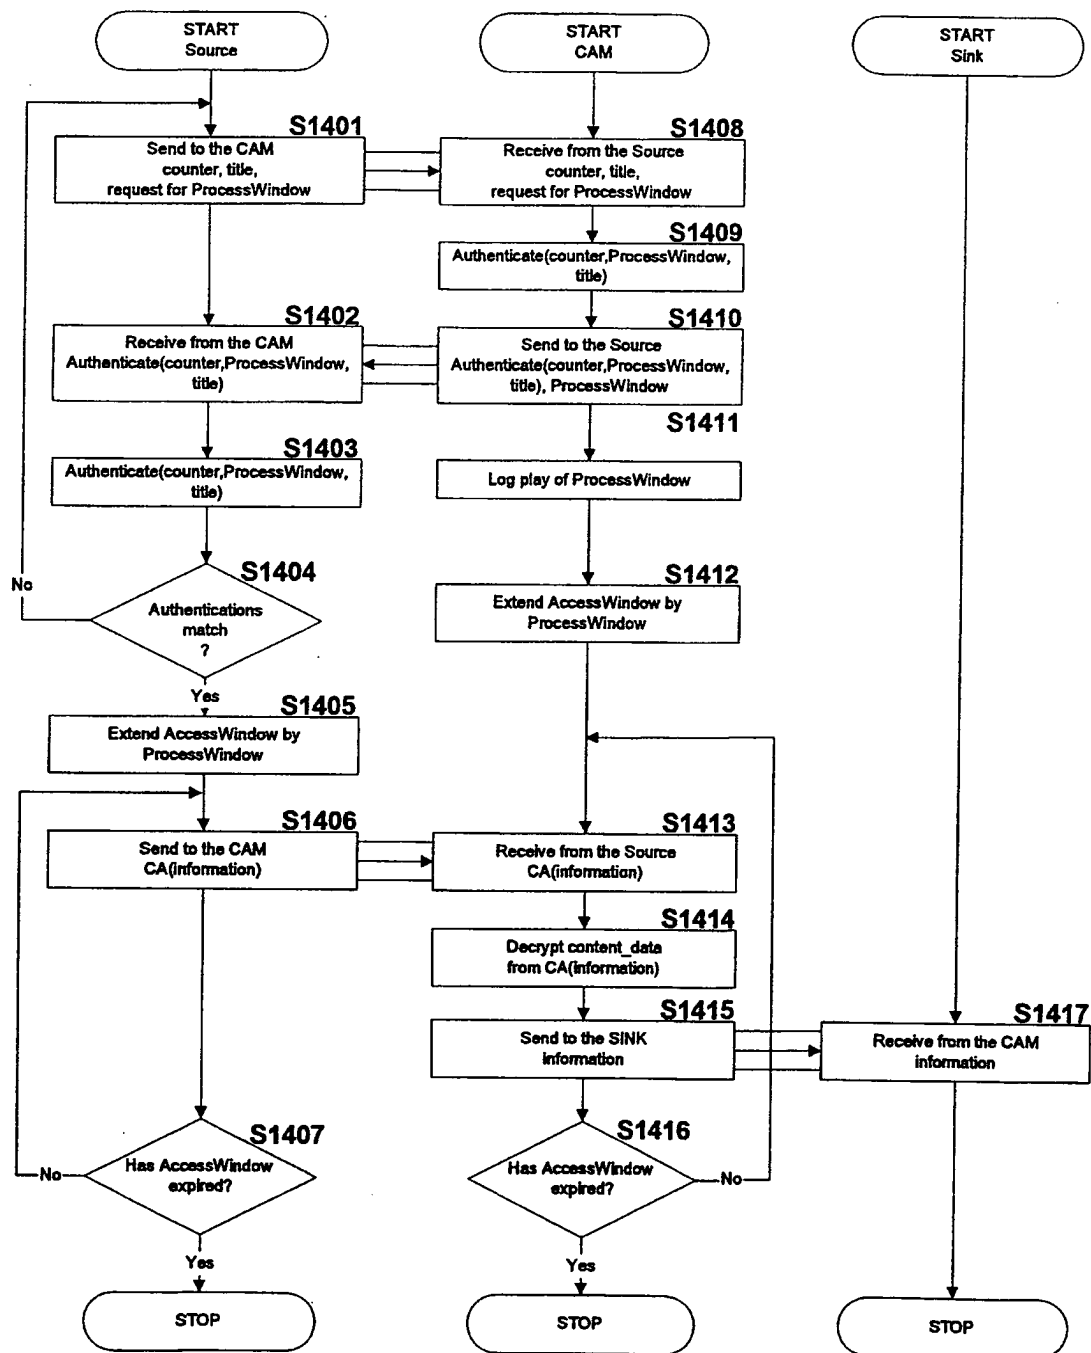 START
Source
START
CAM
START
Sink
S1401
Send to the CAM
counter, title,
request for ProcessWindow
S1408
Receive from the Source
counter, title,
request for ProcessWindow
S1409
Authenticate(counter,ProcessWindow,
title)
S1402
Receive from the CAM
Authenticate(counter,ProcessWindow,
title)
S1410
Send to the Source
Authenticate(counter,ProcessWindow,
title), ProcessWindow
S1411
Log play of ProcessWindow
S1403
Authenticate(counter,ProcessWindow,
title)
S1404
Authentications
match
?
No
Yes
S1412
Extend AccessWindow by
ProcessWindow
S1405
Extend AccessWindow by
ProcessWindow
S1406
Send to the CAM
CA(information)
S1413
Receive from the Source
CA(information)
S1414
Decrypt content_data
from CA(information)
S1415
Send to the SINK
information
S1417
Receive from the CAM
information
S1407
Has AccessWindow
expired?
No
Yes
S1416
Has AccessWindow
expired?
No
Yes
STOP
STOP
STOP